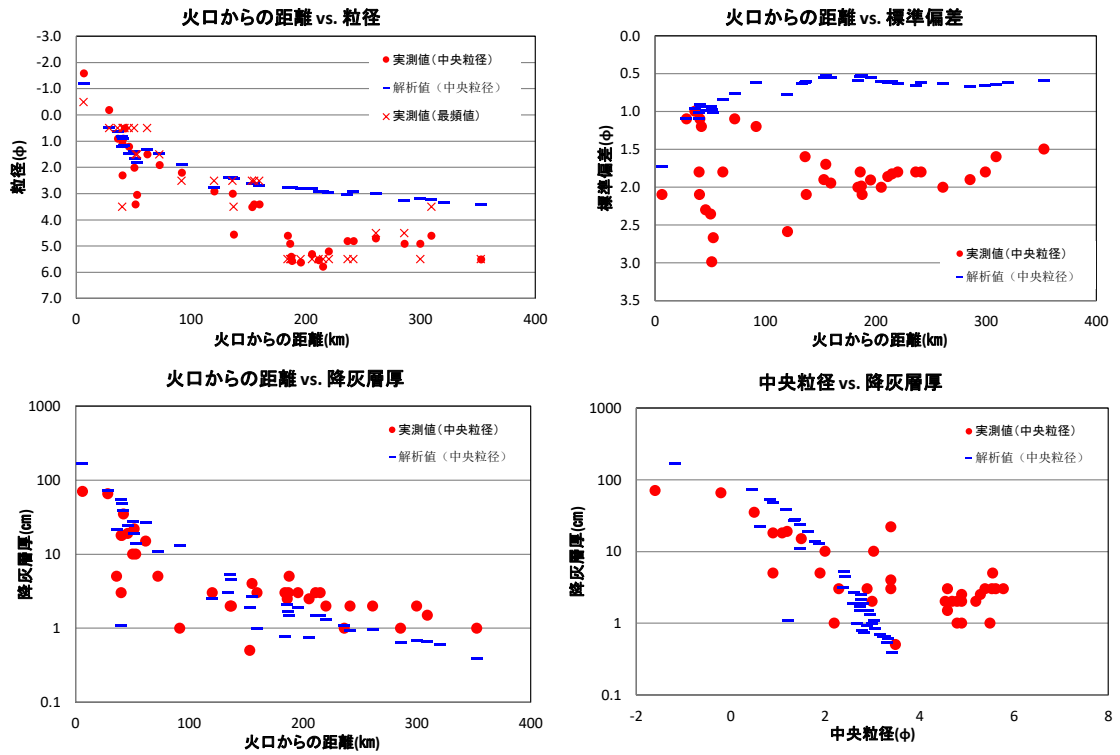 火口からの距離 vs. 粒径
-3.0
-2.0
-1.0
0.0
1.0
2.0
3.0
4.0
5.0
6.0
7.0
粒径(φ)
実測値(中央粒径)
解析値（中央粒径）
実測値(最頻値)
0 100 200 300 400
火口からの距離(km)
火口からの距離 vs. 標準偏差
0.0
0.5
1.0
1.5
2.0
2.5
3.0
3.5
標準偏差(φ)
実測値(中央粒径)
解析値（中央粒径）
0 100 200 300 400
火口からの距離(km)
火口からの距離 vs. 降灰層厚
1000
100
10
1
0.1
降灰層厚(cm)
実測値(中央粒径)
解析値（中央粒径）
0 100 200 300 400
火口からの距離(km)
中央粒径 vs. 降灰層厚
1000
100
10
1
0.1
降灰層厚(cm)
実測値(中央粒径)
解析値（中央粒径）
-2 0 2 4 6 8
中央粒径(φ)